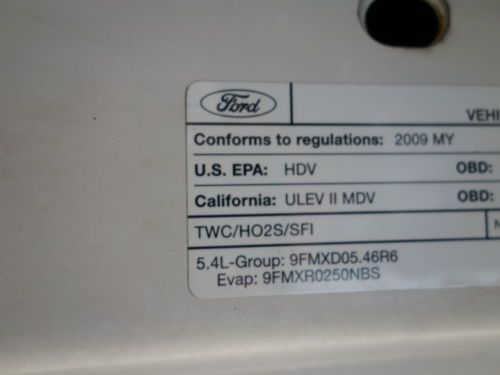 Ford
VEHI
Conforms to regulations: 2009 MY
U.S. EPA: HDV OBD:
California: ULEV II MDV OBD:
TWC/HO2S/SFI N
5.4L-Group: 9FMXD05.46R6
Evap: 9FMXR0250NBS